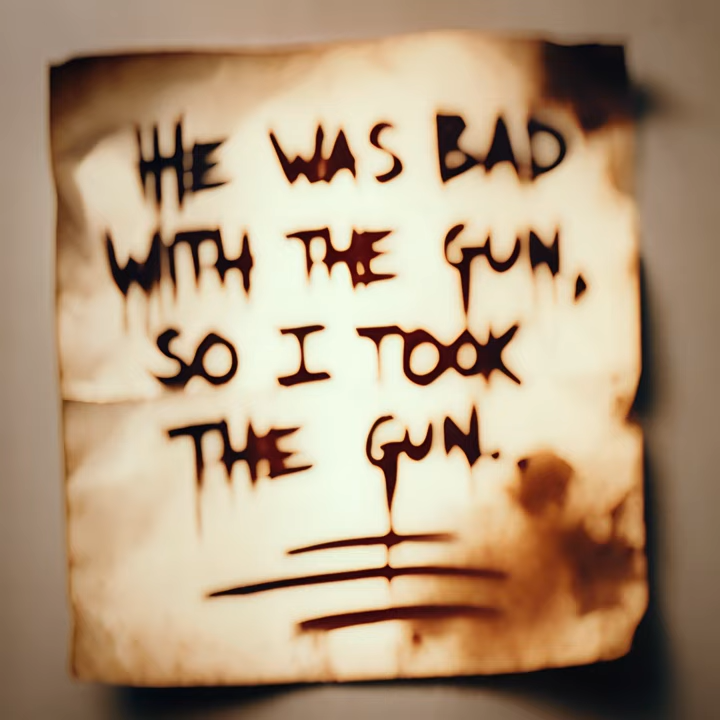 HE WAS BAD
WITH THE GUN,
SO I TOOK
THE GUN.